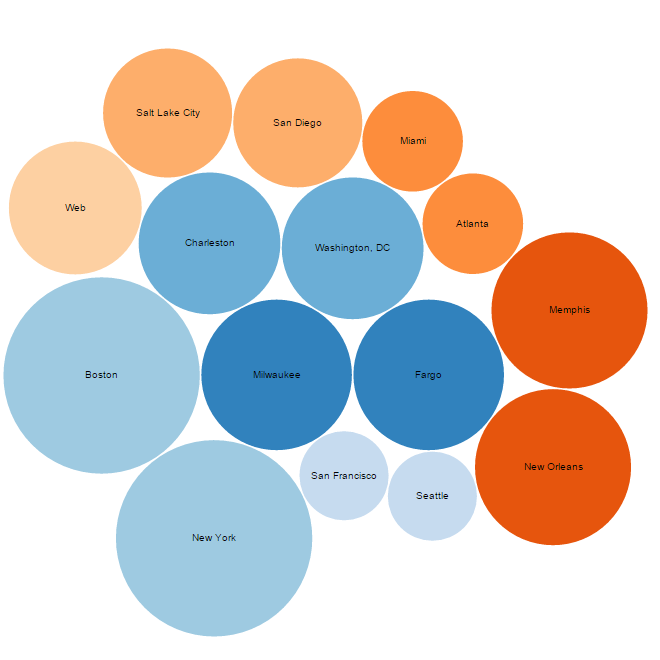 Salt Lake City
San Diego
Miami
Web
Charleston
Washington, DC
Atlanta
Memphis
Boston
Milwaukee
Fargo
San Francisco
Seattle
New Orleans
New York